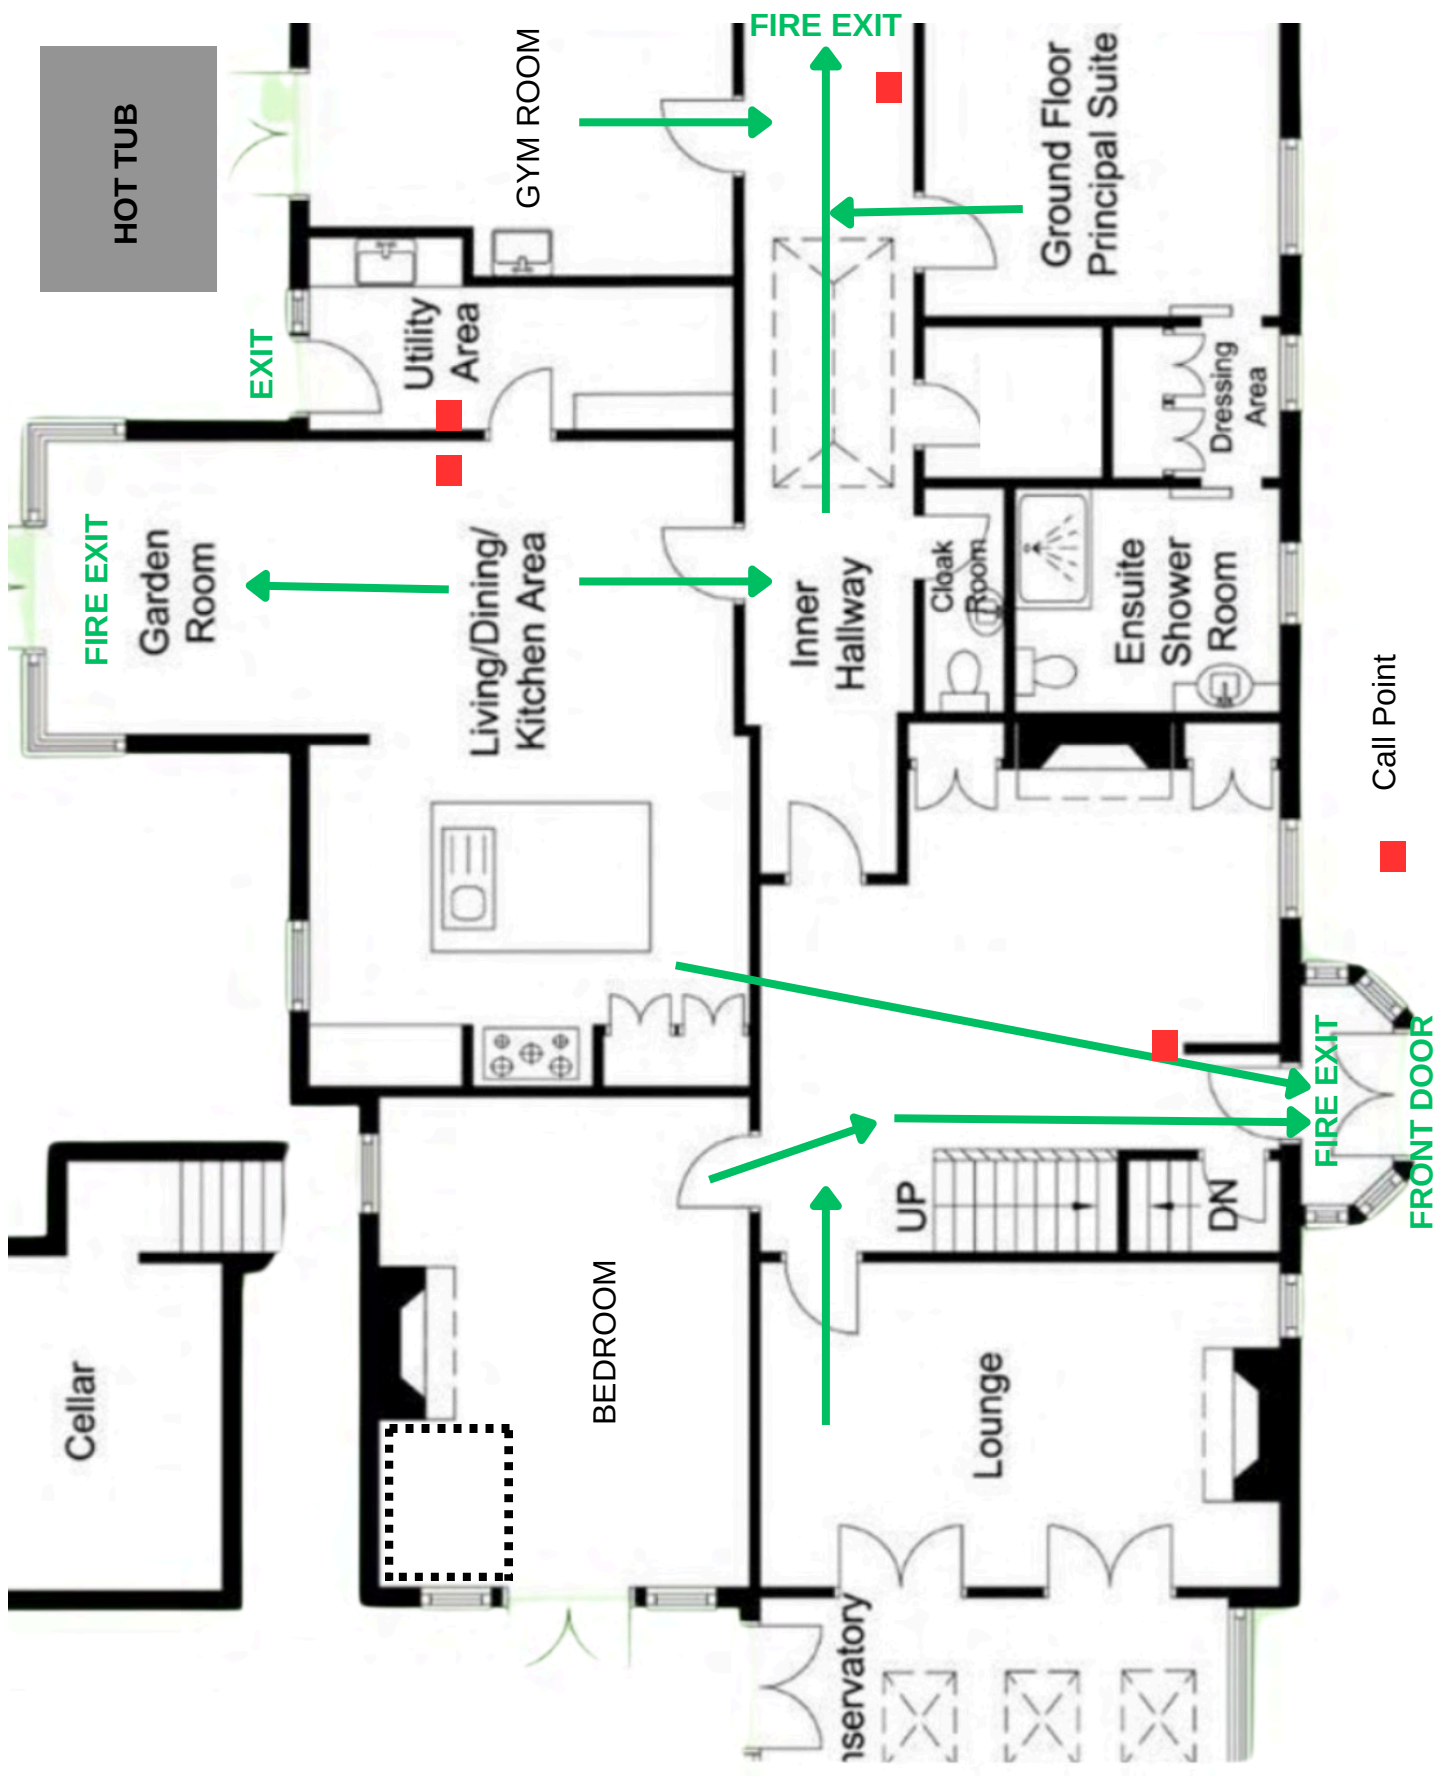 FIRE EXIT
HOT TUB
GYM ROOM
Ground Floor
Principal Suite
Utility
Area
EXIT
Dressing
Area
FIRE EXIT
Garden
Room
Living/Dining/
Kitchen Area
Inner
Hallway
Cloak
Room
Ensuite
Shower
Room
Call Point
FIRE EXIT
FRONT DOOR
UP
DN
BEDROOM
Cellar
Lounge
nservatory